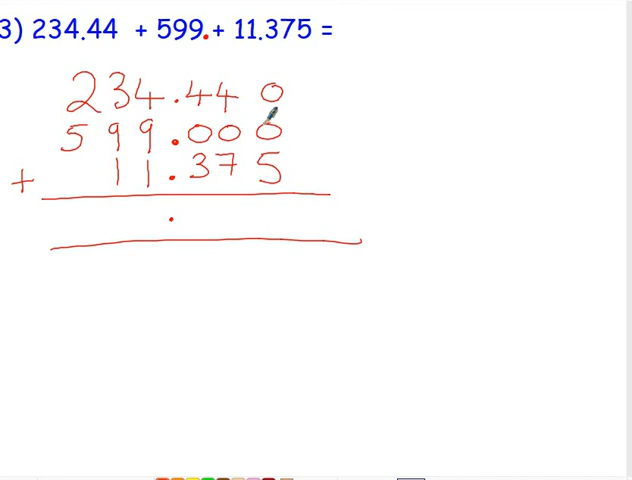 3) 234.44 + 599.+ 11.375 =
234.440
599.000
+ 11.375
.